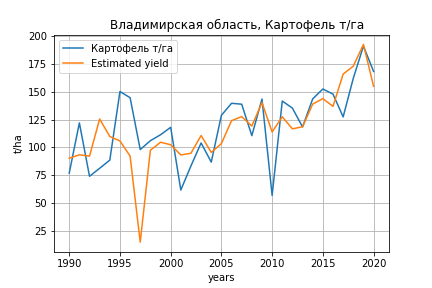 Владимирская область, Картофель т/га
Картофель т/га
Estimated yield
t/ha
200
175
150
125
100
75
50
25
1990 1995 2000 2005 2010 2015 2020
years